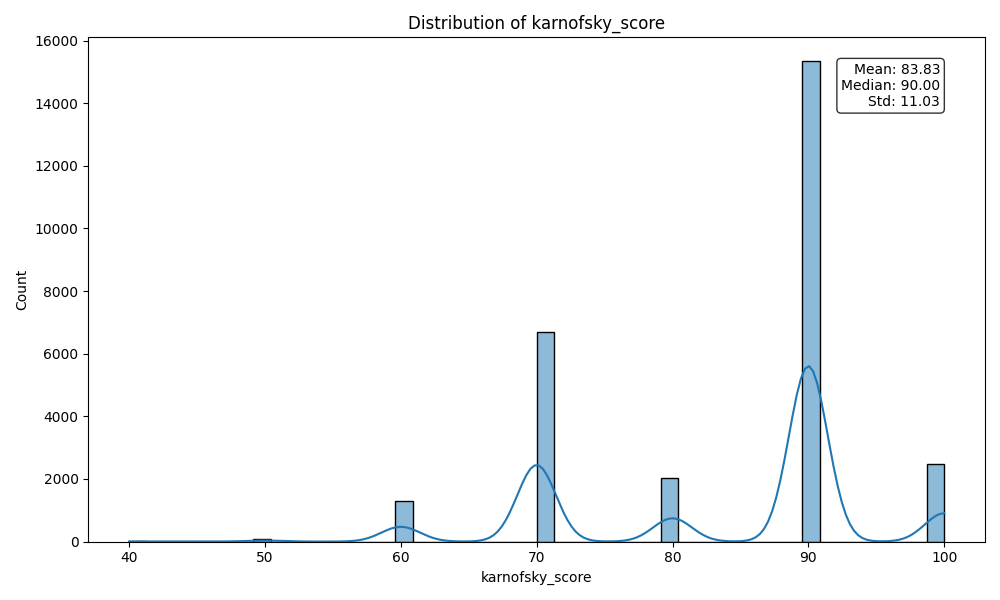 Distribution of karnofsky_score
16000
14000
12000
10000
8000
6000
4000
2000
0
Count
Mean: 83.83
Median: 90.00
Std: 11.03
40 50 60 70 80 90 100
karnofsky_score